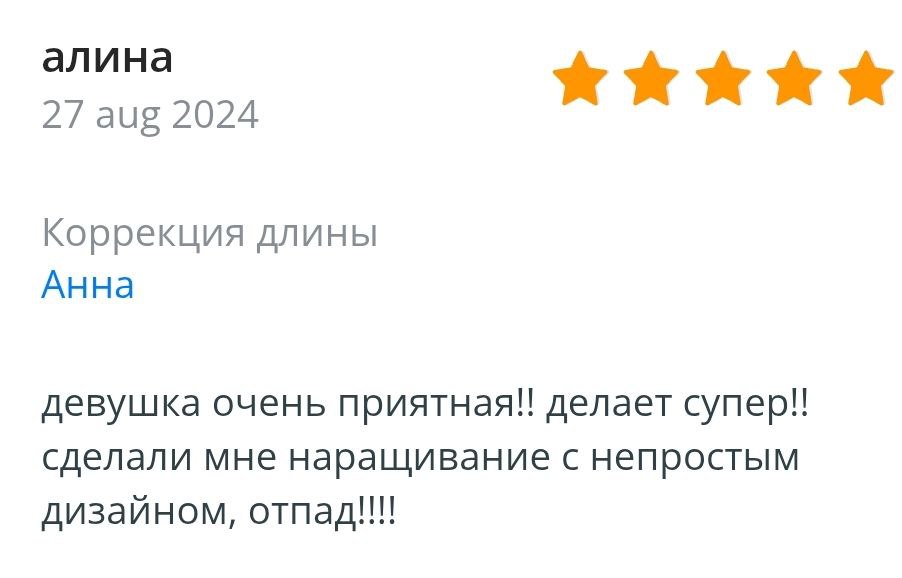 алина
27 aug 2024
Коррекция длины
Анна
девушка очень приятная!! делает супер!!
сделали мне наращивание с непростым
дизайном, отпад!!!!